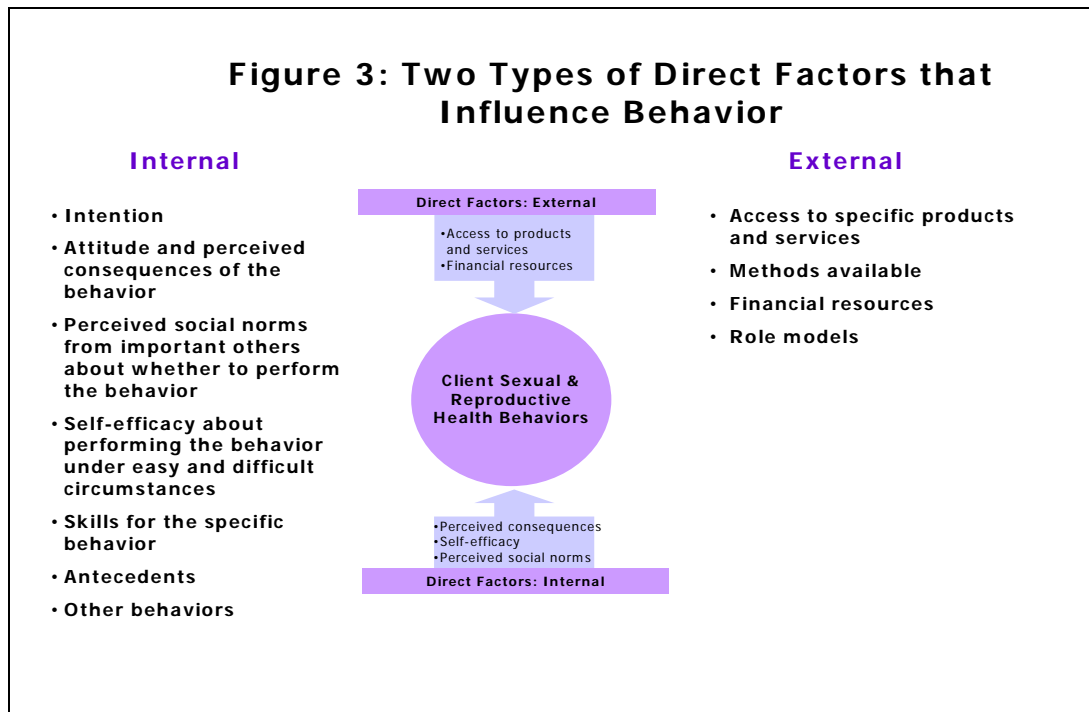 Figure 3: Two Types of Direct Factors that
Influence Behavior
Internal
• Intention
• Attitude and perceived
consequences of the
behavior
• Perceived social norms
from important others
about whether to perform
the behavior
• Self-efficacy about
performing the behavior
under easy and difficult
circumstances
• Skills for the specific
behavior
• Antecedents
• Other behaviors
Direct Factors: External
•Access to products
and services
•Financial resources
Client Sexual &
Reproductive
Health Behaviors
•Perceived consequences
•Self-efficacy
•Perceived social norms
Direct Factors: Internal
External
• Access to specific products
and services
• Methods available
• Financial resources
• Role models